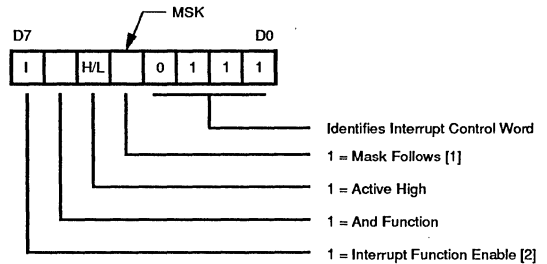 MSK
D7 D0
I H/L 0 1 1 1
Identifies Interrupt Control Word
1 = Mask Follows [1]
1 = Active High
1 = And Function
1 = Interrupt Function Enable [2]